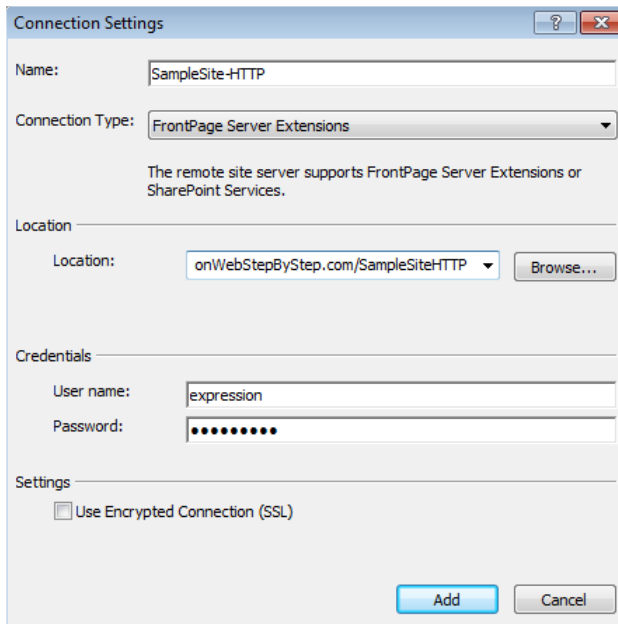 Connection Settings
Name: SampleSite-HTTP
Connection Type: FrontPage Server Extensions
The remote site server supports FrontPage Server Extensions or
SharePoint Services.
Location
Location: onWebStepByStep.com/SampleSiteHTTP Browse...
Credentials
User name: expression
Password: •••••••••
Settings
Use Encrypted Connection (SSL)
Add Cancel